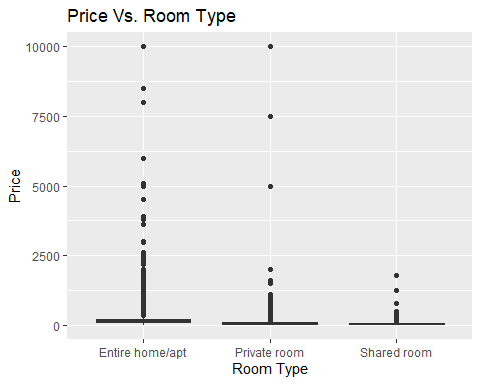 Price Vs. Room Type
10000
7500
5000
2500
0
Price
Entire home/apt Private room Shared room
Room Type